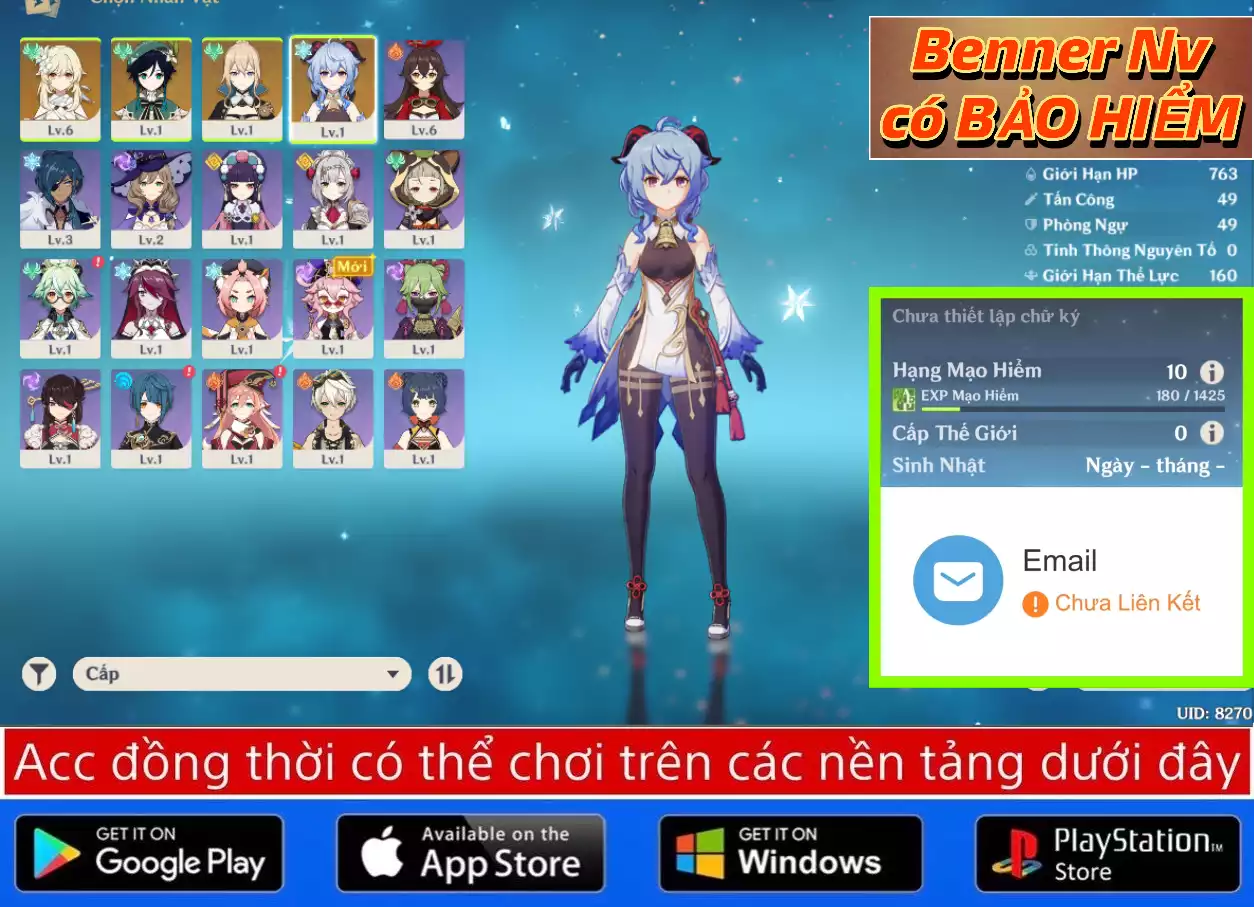 Chọn Nhân Vật
Benner Nv
có BẢO HIỂM
Lv.6
Lv.1
Lv.1
Lv.1
Lv.6
Giới Hạn HP 763
Tấn Công 49
Phòng Ngự 49
Tinh Thông Nguyên Tố 0
Giới Hạn Thể Lực 160
Lv.3
Lv.2
Lv.1
Lv.1
Lv.1
Mới
Lv.1
Lv.1
Lv.1
Lv.1
Lv.1
Chưa thiết lập chữ ký
Hạng Mạo Hiểm 10
EXP Mạo Hiểm 180 / 1425
Cấp Thế Giới 0
Sinh Nhật Ngày - tháng -
Lv.1
Lv.1
Lv.1
Lv.1
Lv.1
Email
! Chưa Liên Kết
Cấp
UID: 8270
Acc đồng thời có thể chơi trên các nền tảng dưới đây
GET IT ON
Google Play
Available on the
App Store
GET IT ON
Windows
PlayStation™
Store